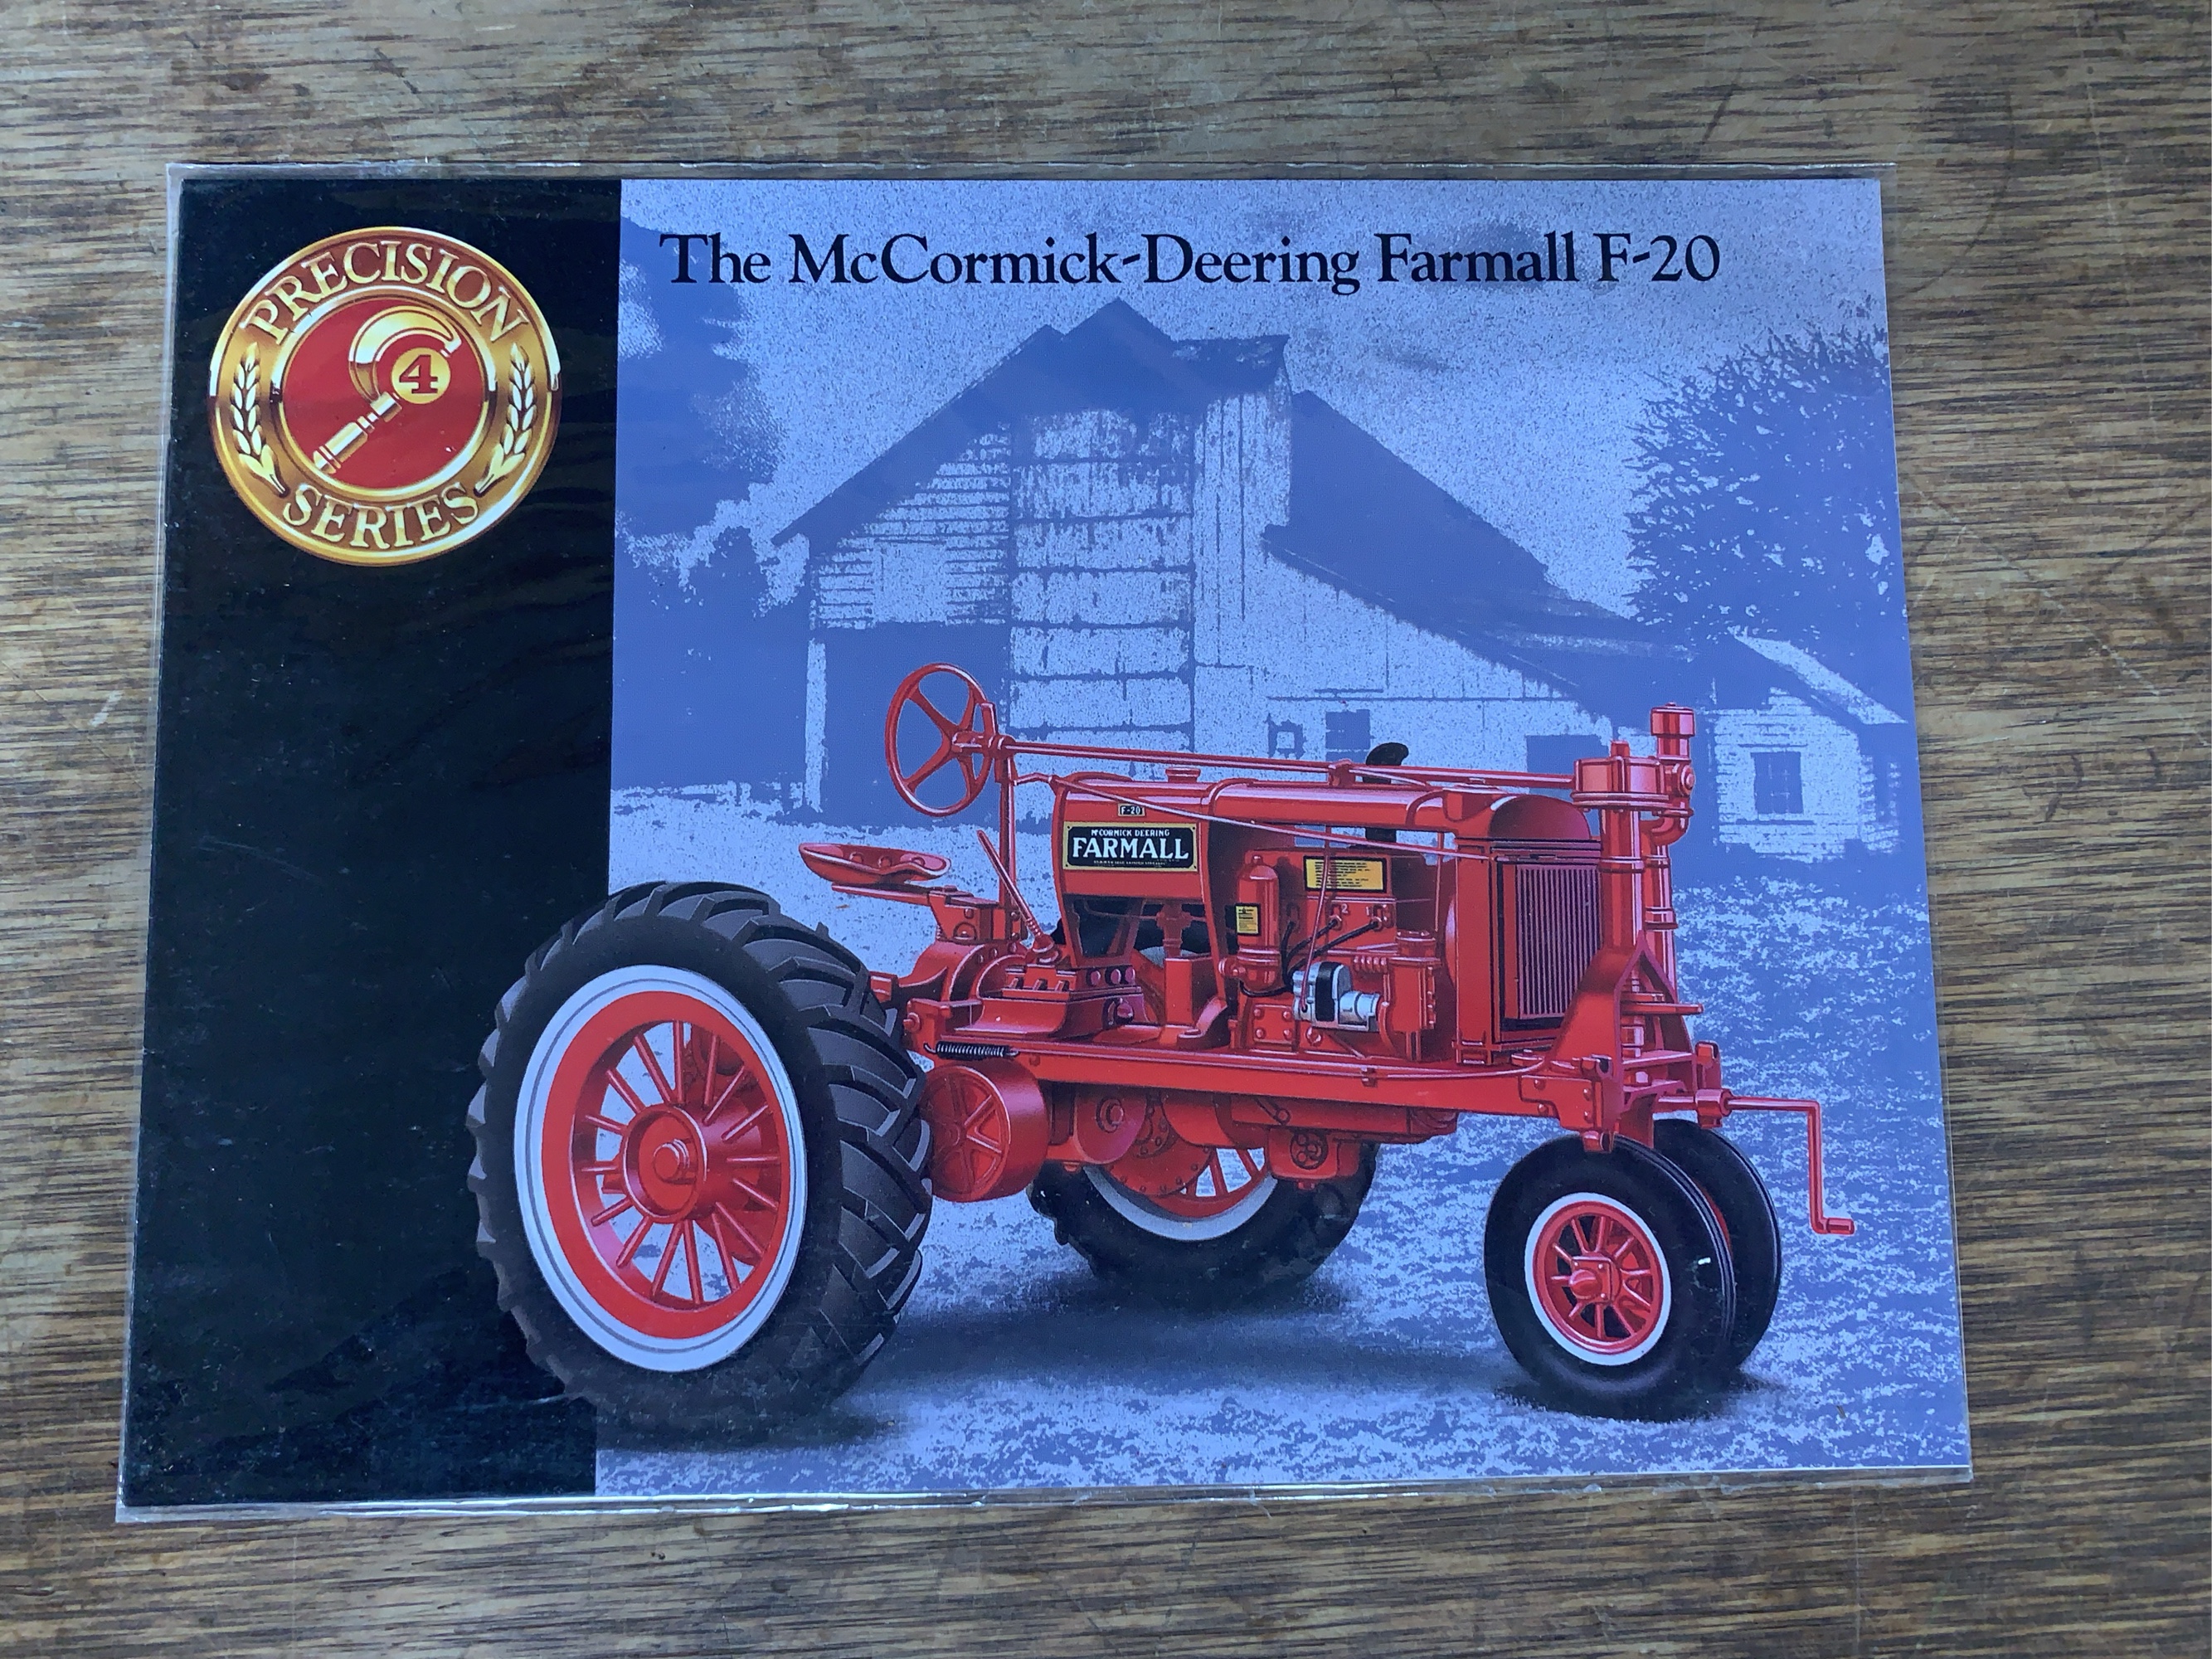 The McCormick-Deering Farmall F-20
PRECISION
4
SERIES
F-20
McCORMICK DEERING
FARMALL